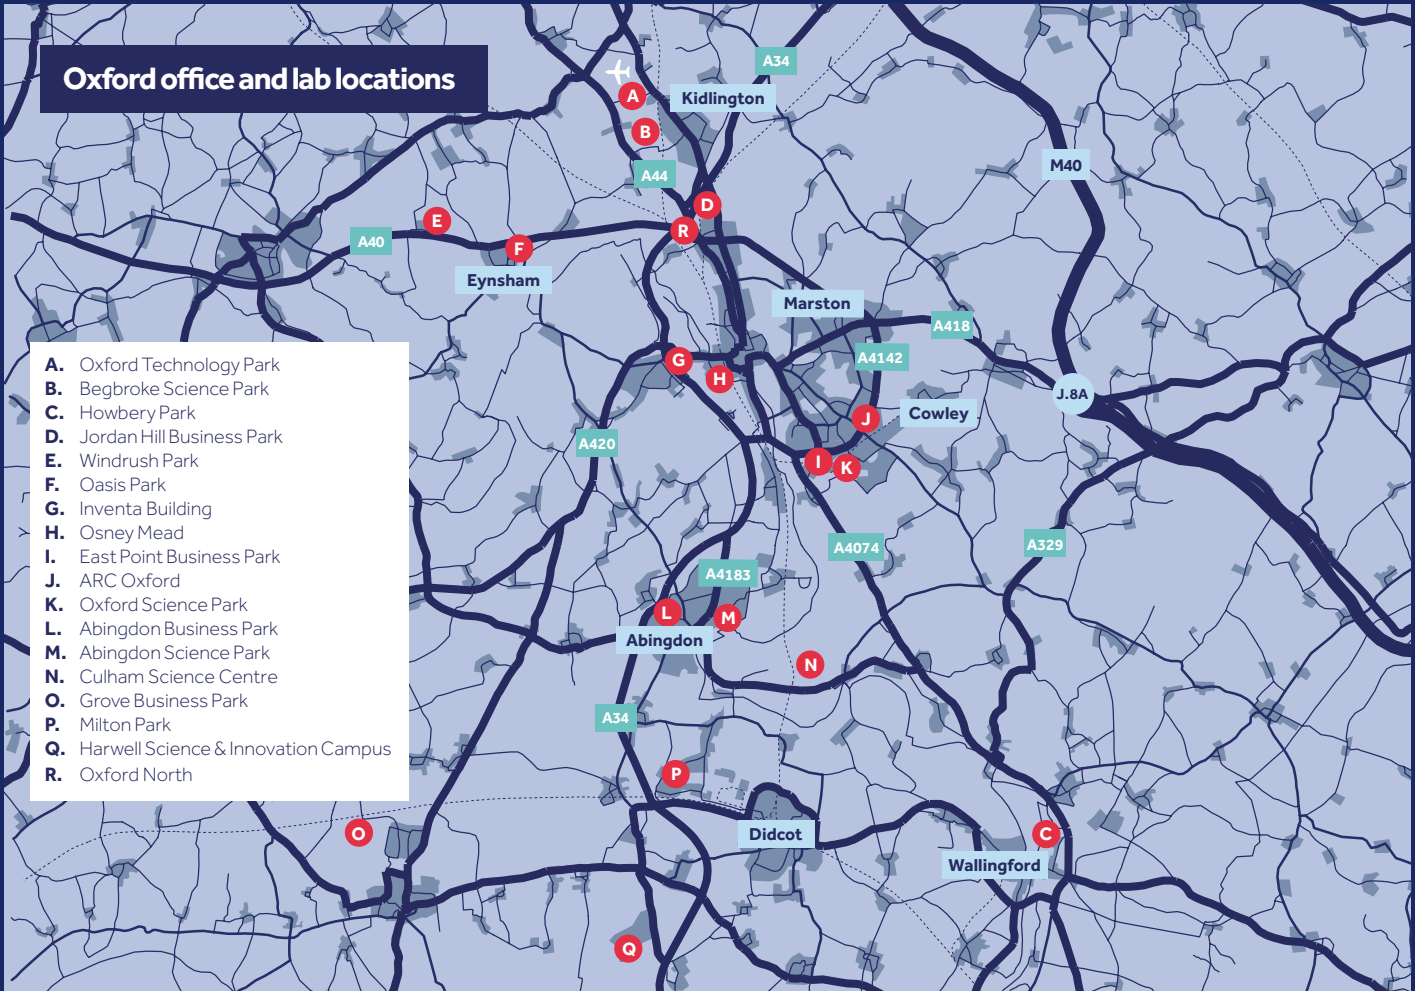 Oxford office and lab locations
A34
A
Kidlington
B
M40
A44
D
E
R
A40
F
Eynsham
Marston
A418
A4142
G
H
J.8A
J
Cowley
A420
I
K
A. Oxford Technology Park
B. Begbroke Science Park
C. Howbery Park
D. Jordan Hill Business Park
E. Windrush Park
F. Oasis Park
G. Inventa Building
H. Osney Mead
I. East Point Business Park
J. ARC Oxford
K. Oxford Science Park
L. Abingdon Business Park
M. Abingdon Science Park
N. Culham Science Centre
O. Grove Business Park
P. Milton Park
Q. Harwell Science & Innovation Campus
R. Oxford North
A4074
A329
A4183
L
M
Abingdon
N
A34
P
O
Didcot
C
Wallingford
Q